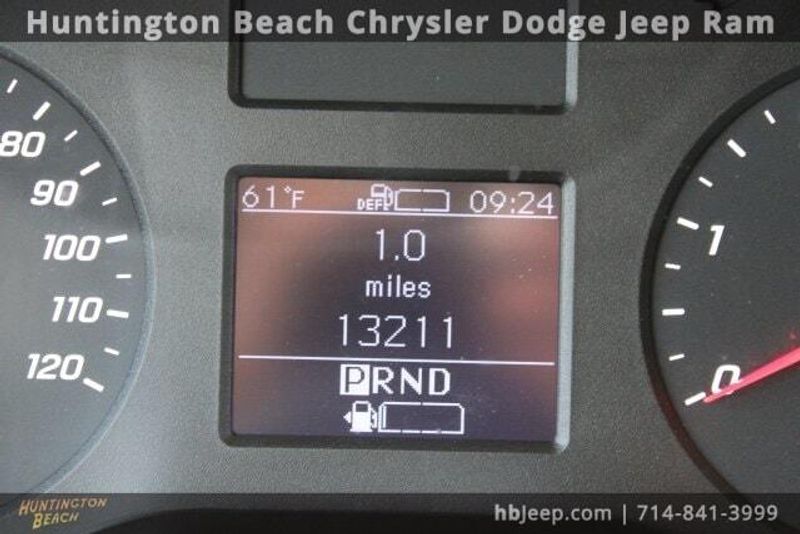 Huntington Beach Chrysler Dodge Jeep Ram
80
90
100
110
120
61°F DEF! 09:24
1.0
miles
13211
PRND
1
0
HUNTINGTON
BEACH
hbjeep.com | 714-841-3999